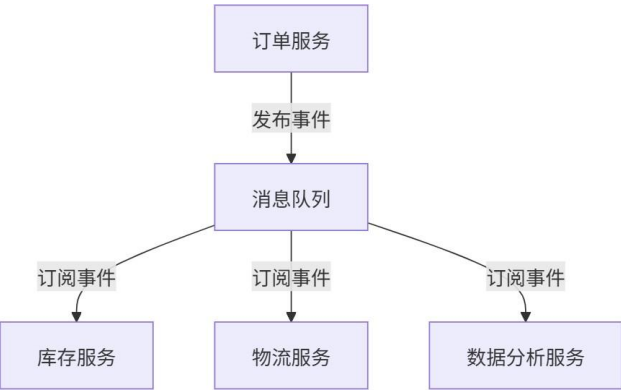 订单服务
发布事件
消息队列
订阅事件
订阅事件
订阅事件
库存服务
物流服务
数据分析服务